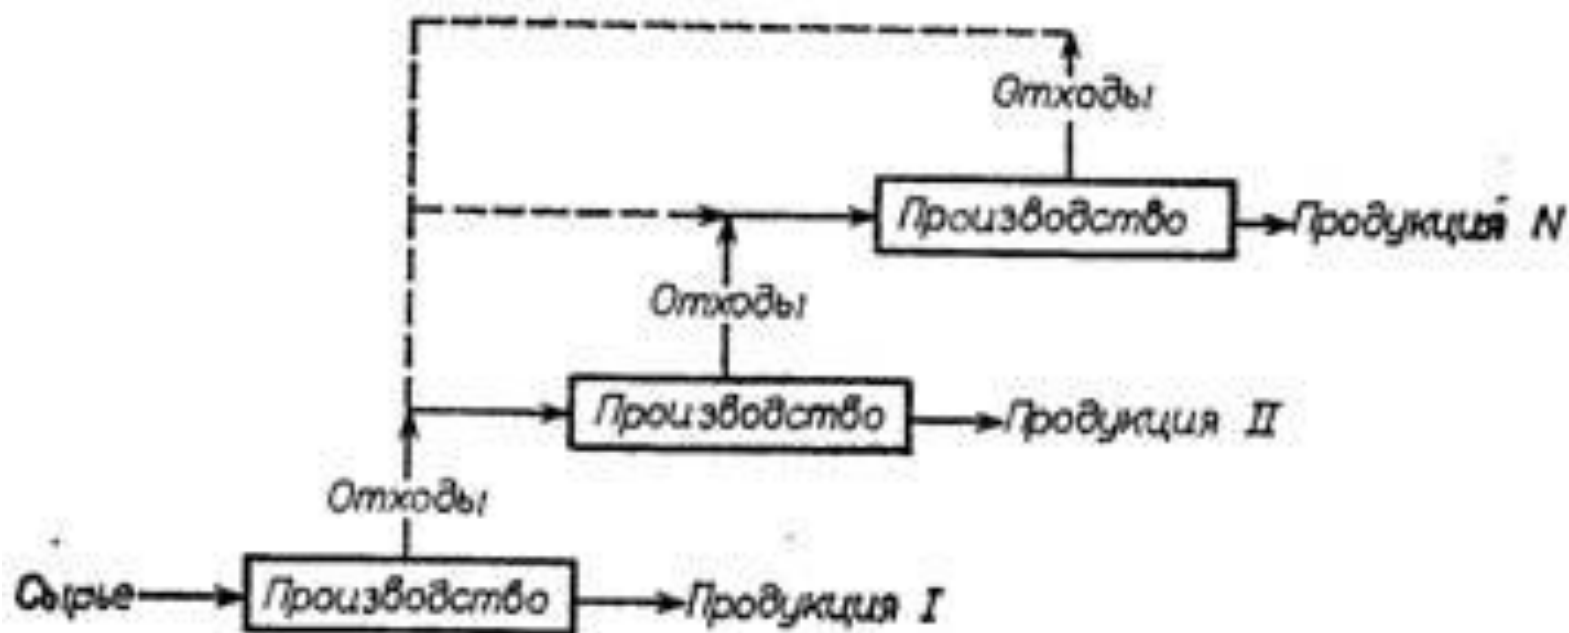 Отходы
Производство Продукция N
Отходы
Производство Продукция II
Отходы
Сырье Производство Продукция I